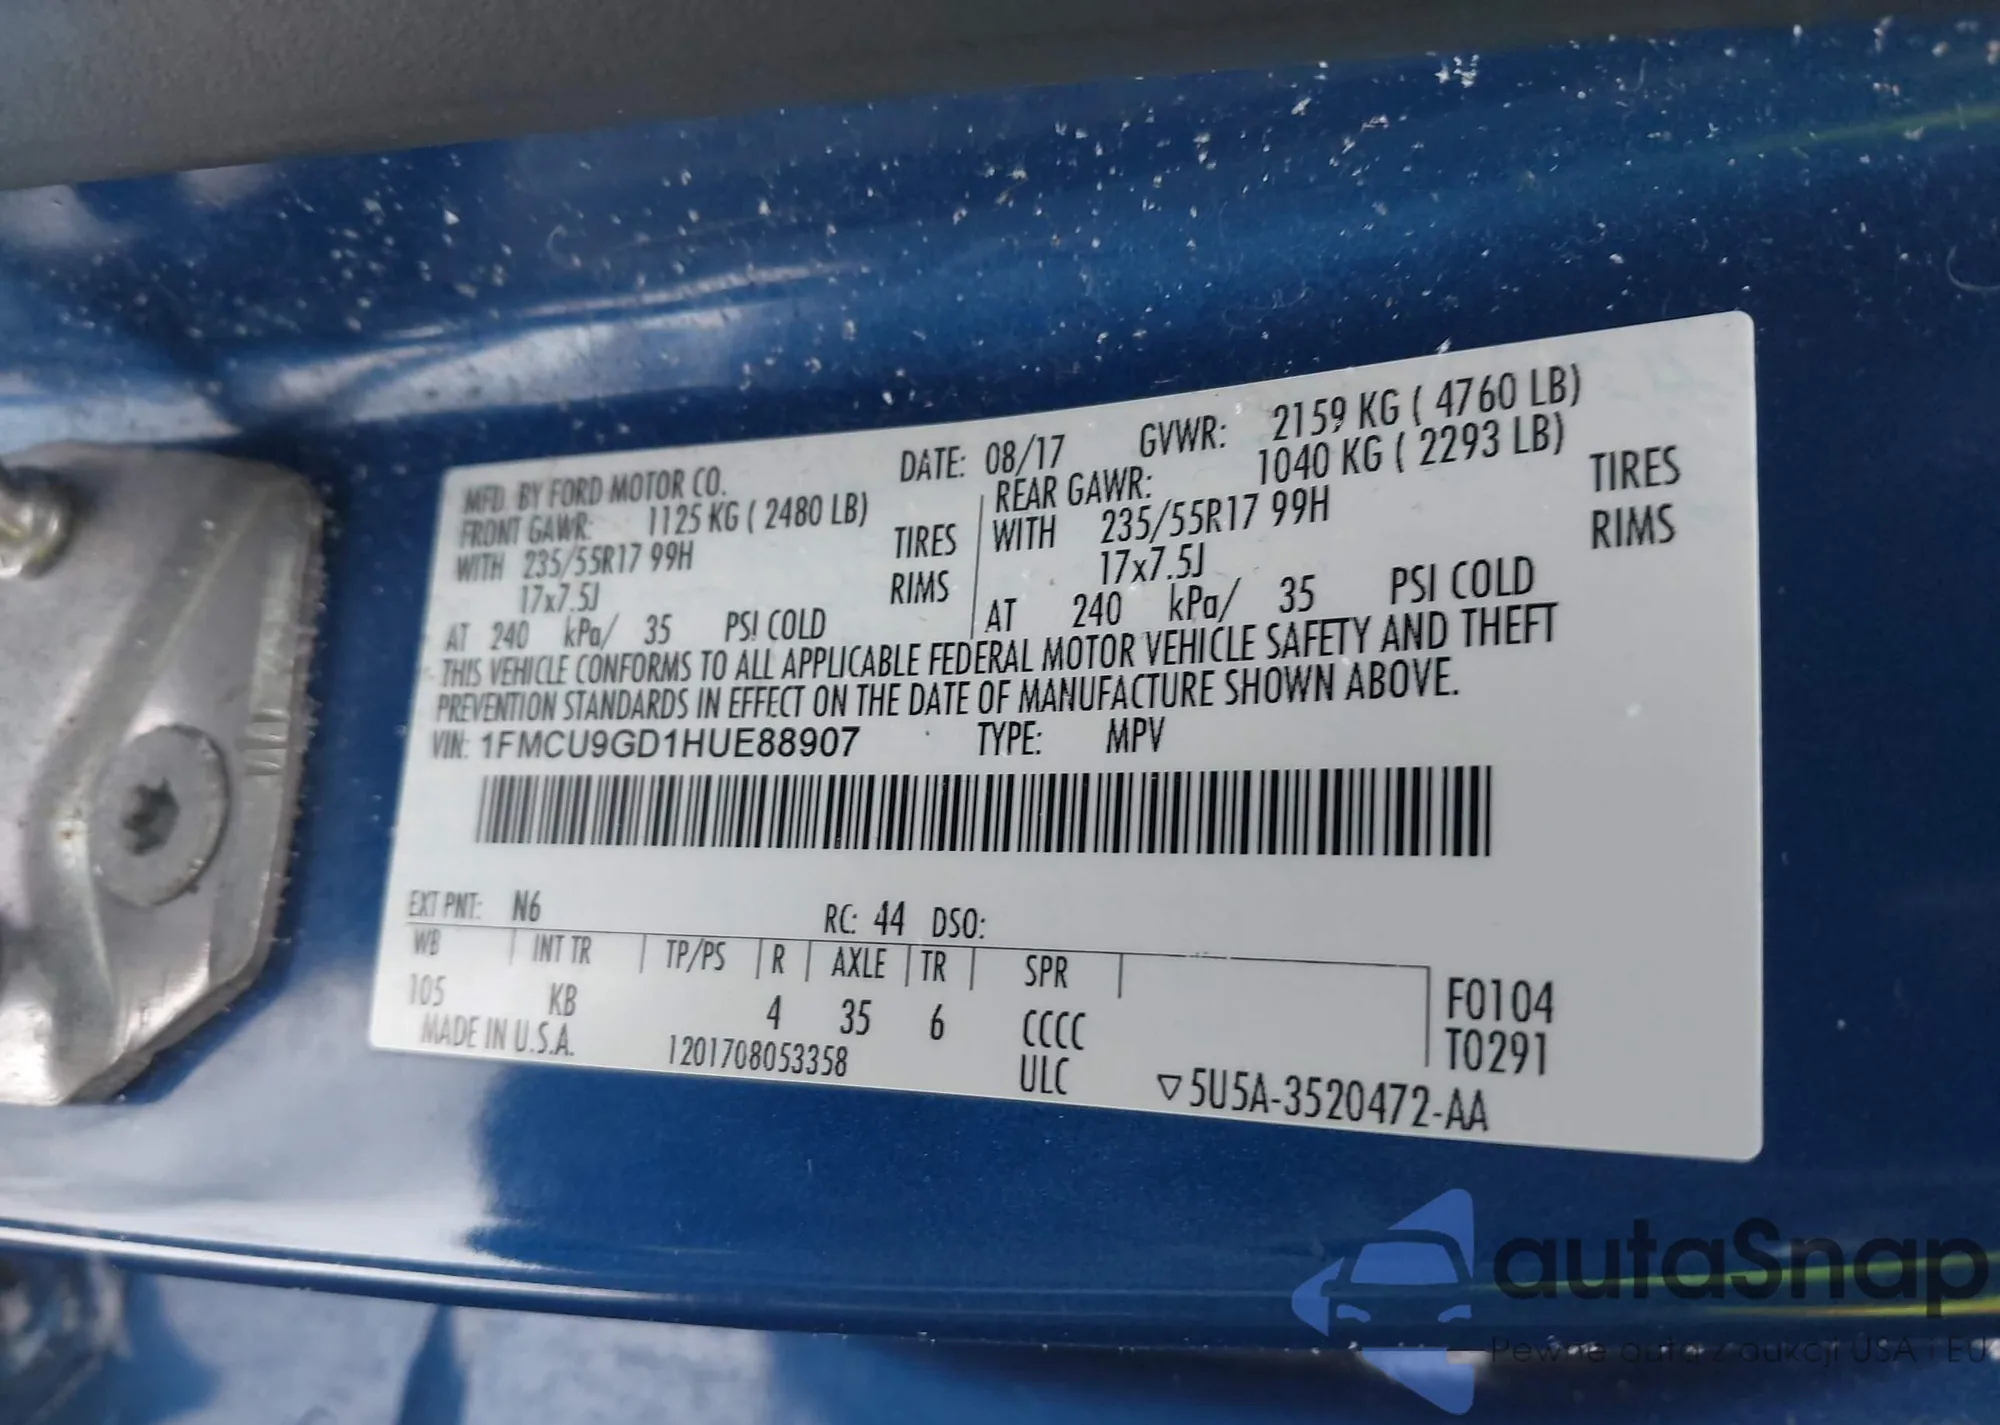 MFD. BY FORD MOTOR CO. DATE: 08/17 GVWR: 2159 KG ( 4760 LB)
FRONT GAWR: 1125 KG ( 2480 LB) REAR GAWR: 1040 KG ( 2293 LB)
WITH 235/55R17 99H TIRES WITH 235/55R17 99H TIRES
17x7.5J RIMS 17x7.5J RIMS
AT 240 kPa/ 35 PSI COLD AT 240 kPa/ 35 PSI COLD
THIS VEHICLE CONFORMS TO ALL APPLICABLE FEDERAL MOTOR VEHICLE SAFETY AND THEFT
PREVENTION STANDARDS IN EFFECT ON THE DATE OF MANUFACTURE SHOWN ABOVE.
VIN: 1FMCU9GD1HUE88907 TYPE: MPV
EXT PNT: N6 RC: 44 DSO:
WB INT TR TP/PS R AXLE TR SPR
105 KB 4 35 6 CCCC F0104
MADE IN U.S.A. 1201708053358 ULC T0291
▽5U5A-3520472-AA
autaSnap
Pewne auta z aukcji USA i EU